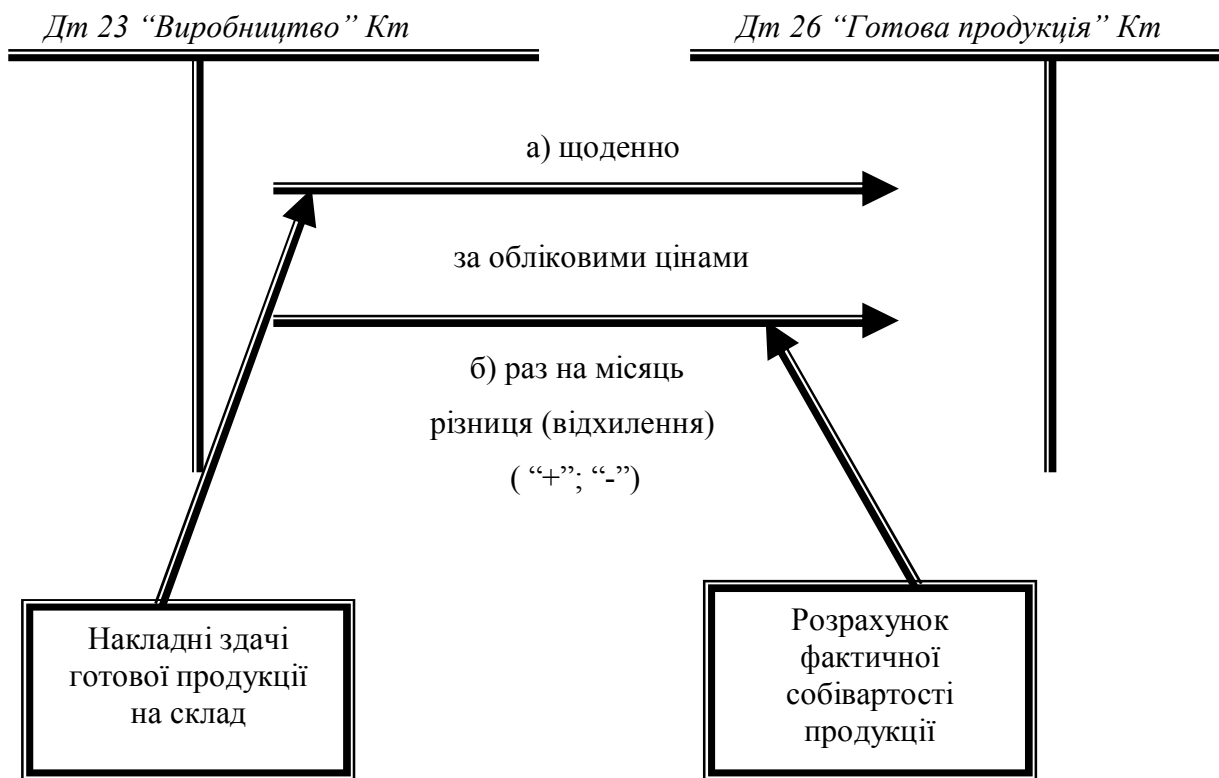 Дт 23 “Виробництво” Кт
Дт 26 “Готова продукція” Кт
а) щоденно
за обліковими цінами
б) раз на місяць
різниця (відхилення)
( “+”; “-”)
Накладні здачі
готової продукції
на склад
Розрахунок
фактичної
собівартості
продукції